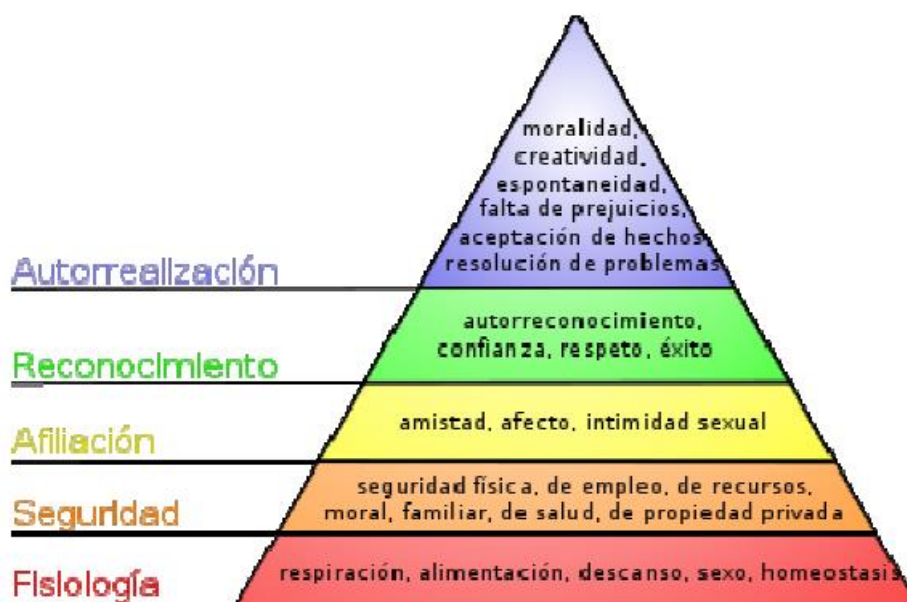 moralidad,
creatividad,
espontaneidad,
falta de prejuicios,
aceptación de hechos,
resolución de problemas
Autorrealización
autorreconocimiento,
confianza, respeto, éxito
Reconocimiento
amistad, afecto, intimidad sexual
Afiliación
seguridad física, de empleo, de recursos,
moral, familiar, de salud, de propiedad privada
Seguridad
respiración, alimentación, descanso, sexo, homeostasis
Fisiología